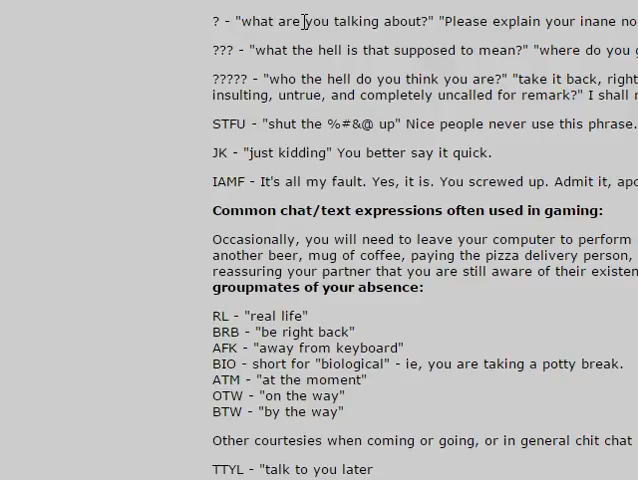 ? - "what are you talking about?" "Please explain your inane no
??? - "what the hell is that supposed to mean?" "where do you g
????? - "who the hell do you think you are?" "take it back, right
insulting, untrue, and completely uncalled for remark?" I shall r
STFU - "shut the %#&@ up" Nice people never use this phrase.
JK - "just kidding" You better say it quick.
IAMF - It's all my fault. Yes, it is. You screwed up. Admit it, apo
Common chat/text expressions often used in gaming:
Occasionally, you will need to leave your computer to perform
another beer, mug of coffee, paying the pizza delivery person,
reassuring your partner that you are still aware of their existen
groupmates of your absence:
RL - "real life"
BRB - "be right back"
AFK - "away from keyboard"
BIO - short for "biological" - ie, you are taking a potty break.
ATM - "at the moment"
OTW - "on the way"
BTW - "by the way"
Other courtesies when coming or going, or in general chit chat
TTYL - "talk to you later